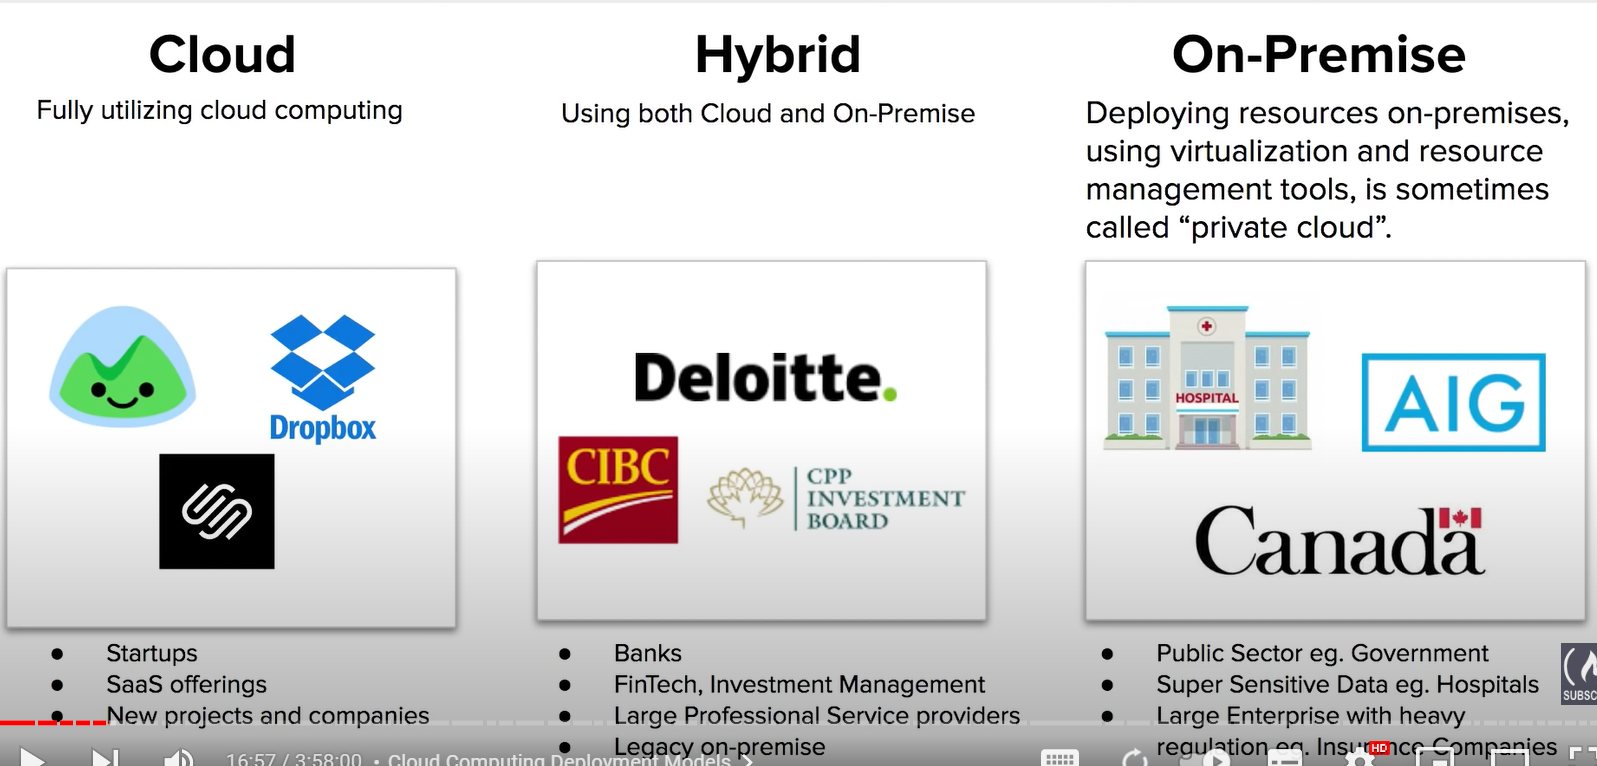 Cloud
Fully utilizing cloud computing
Dropbox
Startups
SaaS offerings
New projects and companies
Hybrid
Using both Cloud and On-Premise
Deloitte.
CIBC
CPP
INVESTMENT
BOARD
Banks
FinTech, Investment Management
Large Professional Service providers
Legacy on-premise
On-Premise
Deploying resources on-premises,
using virtualization and resource
management tools, is sometimes
called “private cloud”.
HOSPITAL
AIG
Canada
Public Sector eg. Government
Super Sensitive Data eg. Hospitals
Large Enterprise with heavy
regulation eg. Insurance Companies
SUBSC
16:57 / 3:58:00 • Cloud Computing Deployment Models
HD